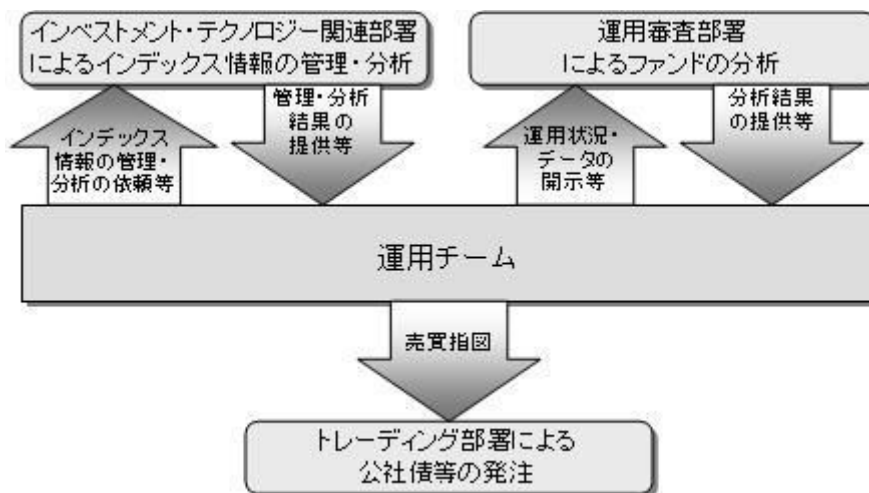 インベストメント・テクノロジー関連部署
によるインデックス情報の管理・分析
運用審査部署
によるファンドの分析
インデックス
情報の管理・
分析の依頼等
管理・分析
結果の
提供等
運用状況・
データの
開示等
分析結果
の提供等
運用チーム
売買指図
トレーディング部署による
公社債等の発注